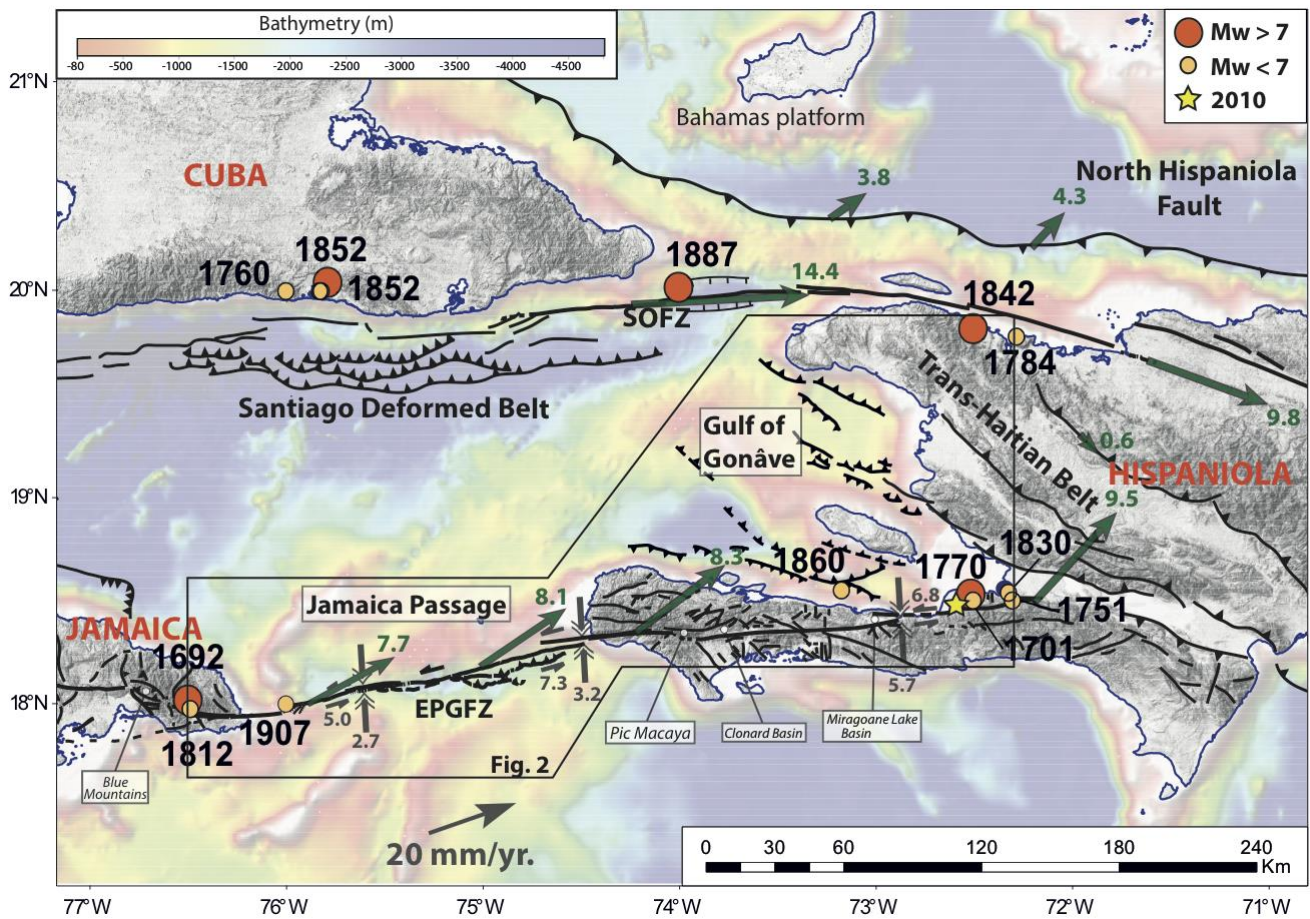 Bathymetry (m)
-80 -500 -1000 -1500 -2000 -2500 -3000 -3500 -4000 -4500
Mw > 7
Mw < 7
2010
21°N
20°N
19°N
18°N
Bahamas platform
CUBA
North Hispaniola
Fault
3.8
4.3
1852
1760
1852
1887
14.4
SOFZ
1842
1784
Santiago Deformed Belt
Trans-Haitian Belt
9.8
Gulf of
Gonâve
0.6
HISPANIOLA
9.5
1830
1860
1770
8.3
6.8
1751
1701
5.7
Jamaica Passage
8.1
7.7
JAMAICA
1692
1812
1907
5.0
2.7
EPGFZ
7.3
3.2
Pic Macaya
Clonard Basin
Miragoane Lake
Basin
Blue
Mountains
Fig. 2
20 mm/yr.
0 30 60 120 180 240
Km
77°W 76°W 75°W 74°W 73°W 72°W 71°W